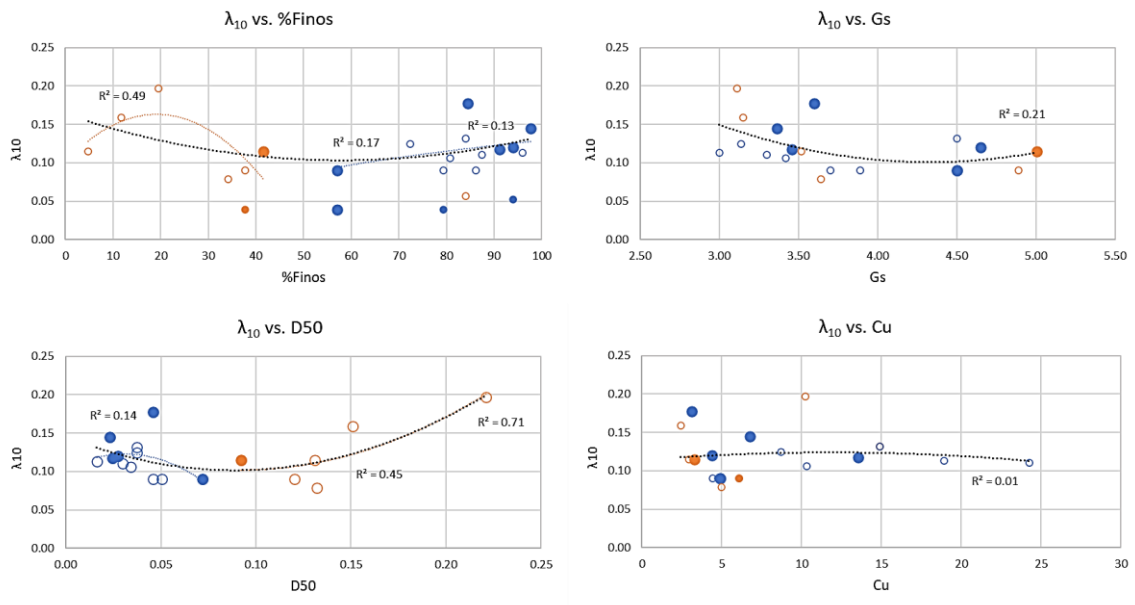 λ10 vs. %Finos
0.25
0.20
0.15
0.10
0.05
0.00
λ10
R² = 0.49
R² = 0.17
R² = 0.13
0 10 20 30 40 50 60 70 80 90 100
%Finos
λ10 vs. Gs
0.25
0.20
0.15
0.10
0.05
0.00
λ10
R² = 0.21
2.50 3.00 3.50 4.00 4.50 5.00 5.50
Gs
λ10 vs. D50
0.25
0.20
0.15
0.10
0.05
0.00
λ10
R² = 0.14
R² = 0.71
R² = 0.45
0.00 0.05 0.10 0.15 0.20 0.25
D50
λ10 vs. Cu
0.25
0.20
0.15
0.10
0.05
0.00
λ10
R² = 0.01
0 5 10 15 20 25 30
Cu